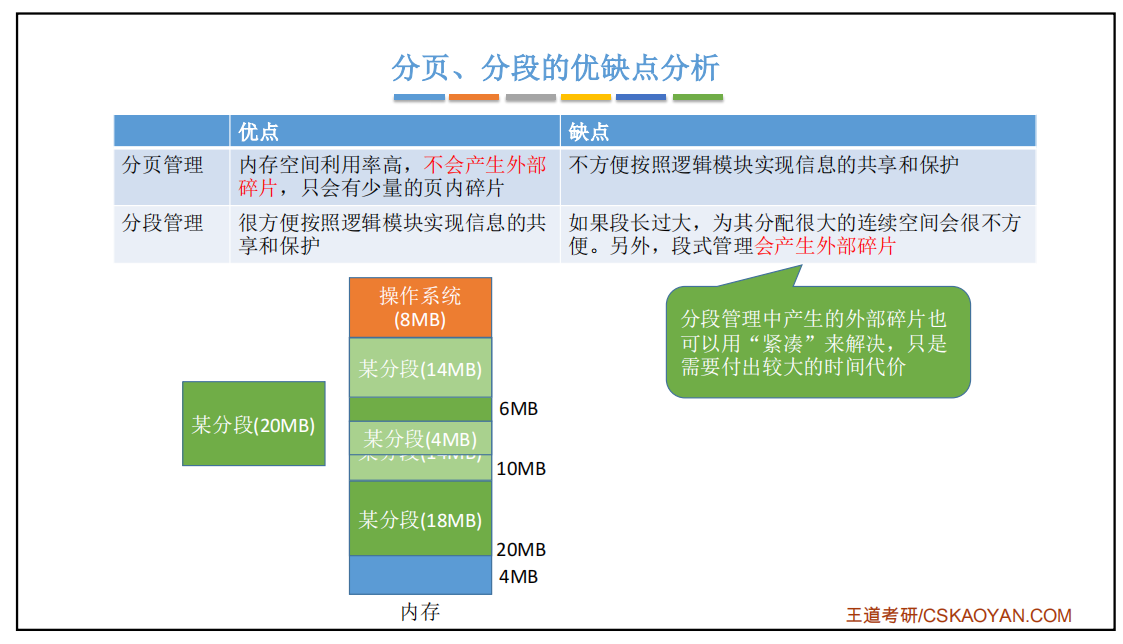 分页、分段的优缺点分析
优点
缺点
分页管理
内存空间利用率高，不会产生外部
碎片，只会有少量的页内碎片
不方便按照逻辑模块实现信息的共享和保护
分段管理
很方便按照逻辑模块实现信息的共
享和保护
如果段长过大，为其分配很大的连续空间会很不方
便。另外，段式管理会产生外部碎片
操作系统
(8MB)
某分段(14MB)
6MB
某分段(4MB)
某分段(14MB)
10MB
某分段(18MB)
20MB
4MB
内存
某分段(20MB)
分段管理中产生的外部碎片也
可以用“紧凑”来解决，只是
需要付出较大的时间代价
王道考研/CSKAOYAN.COM